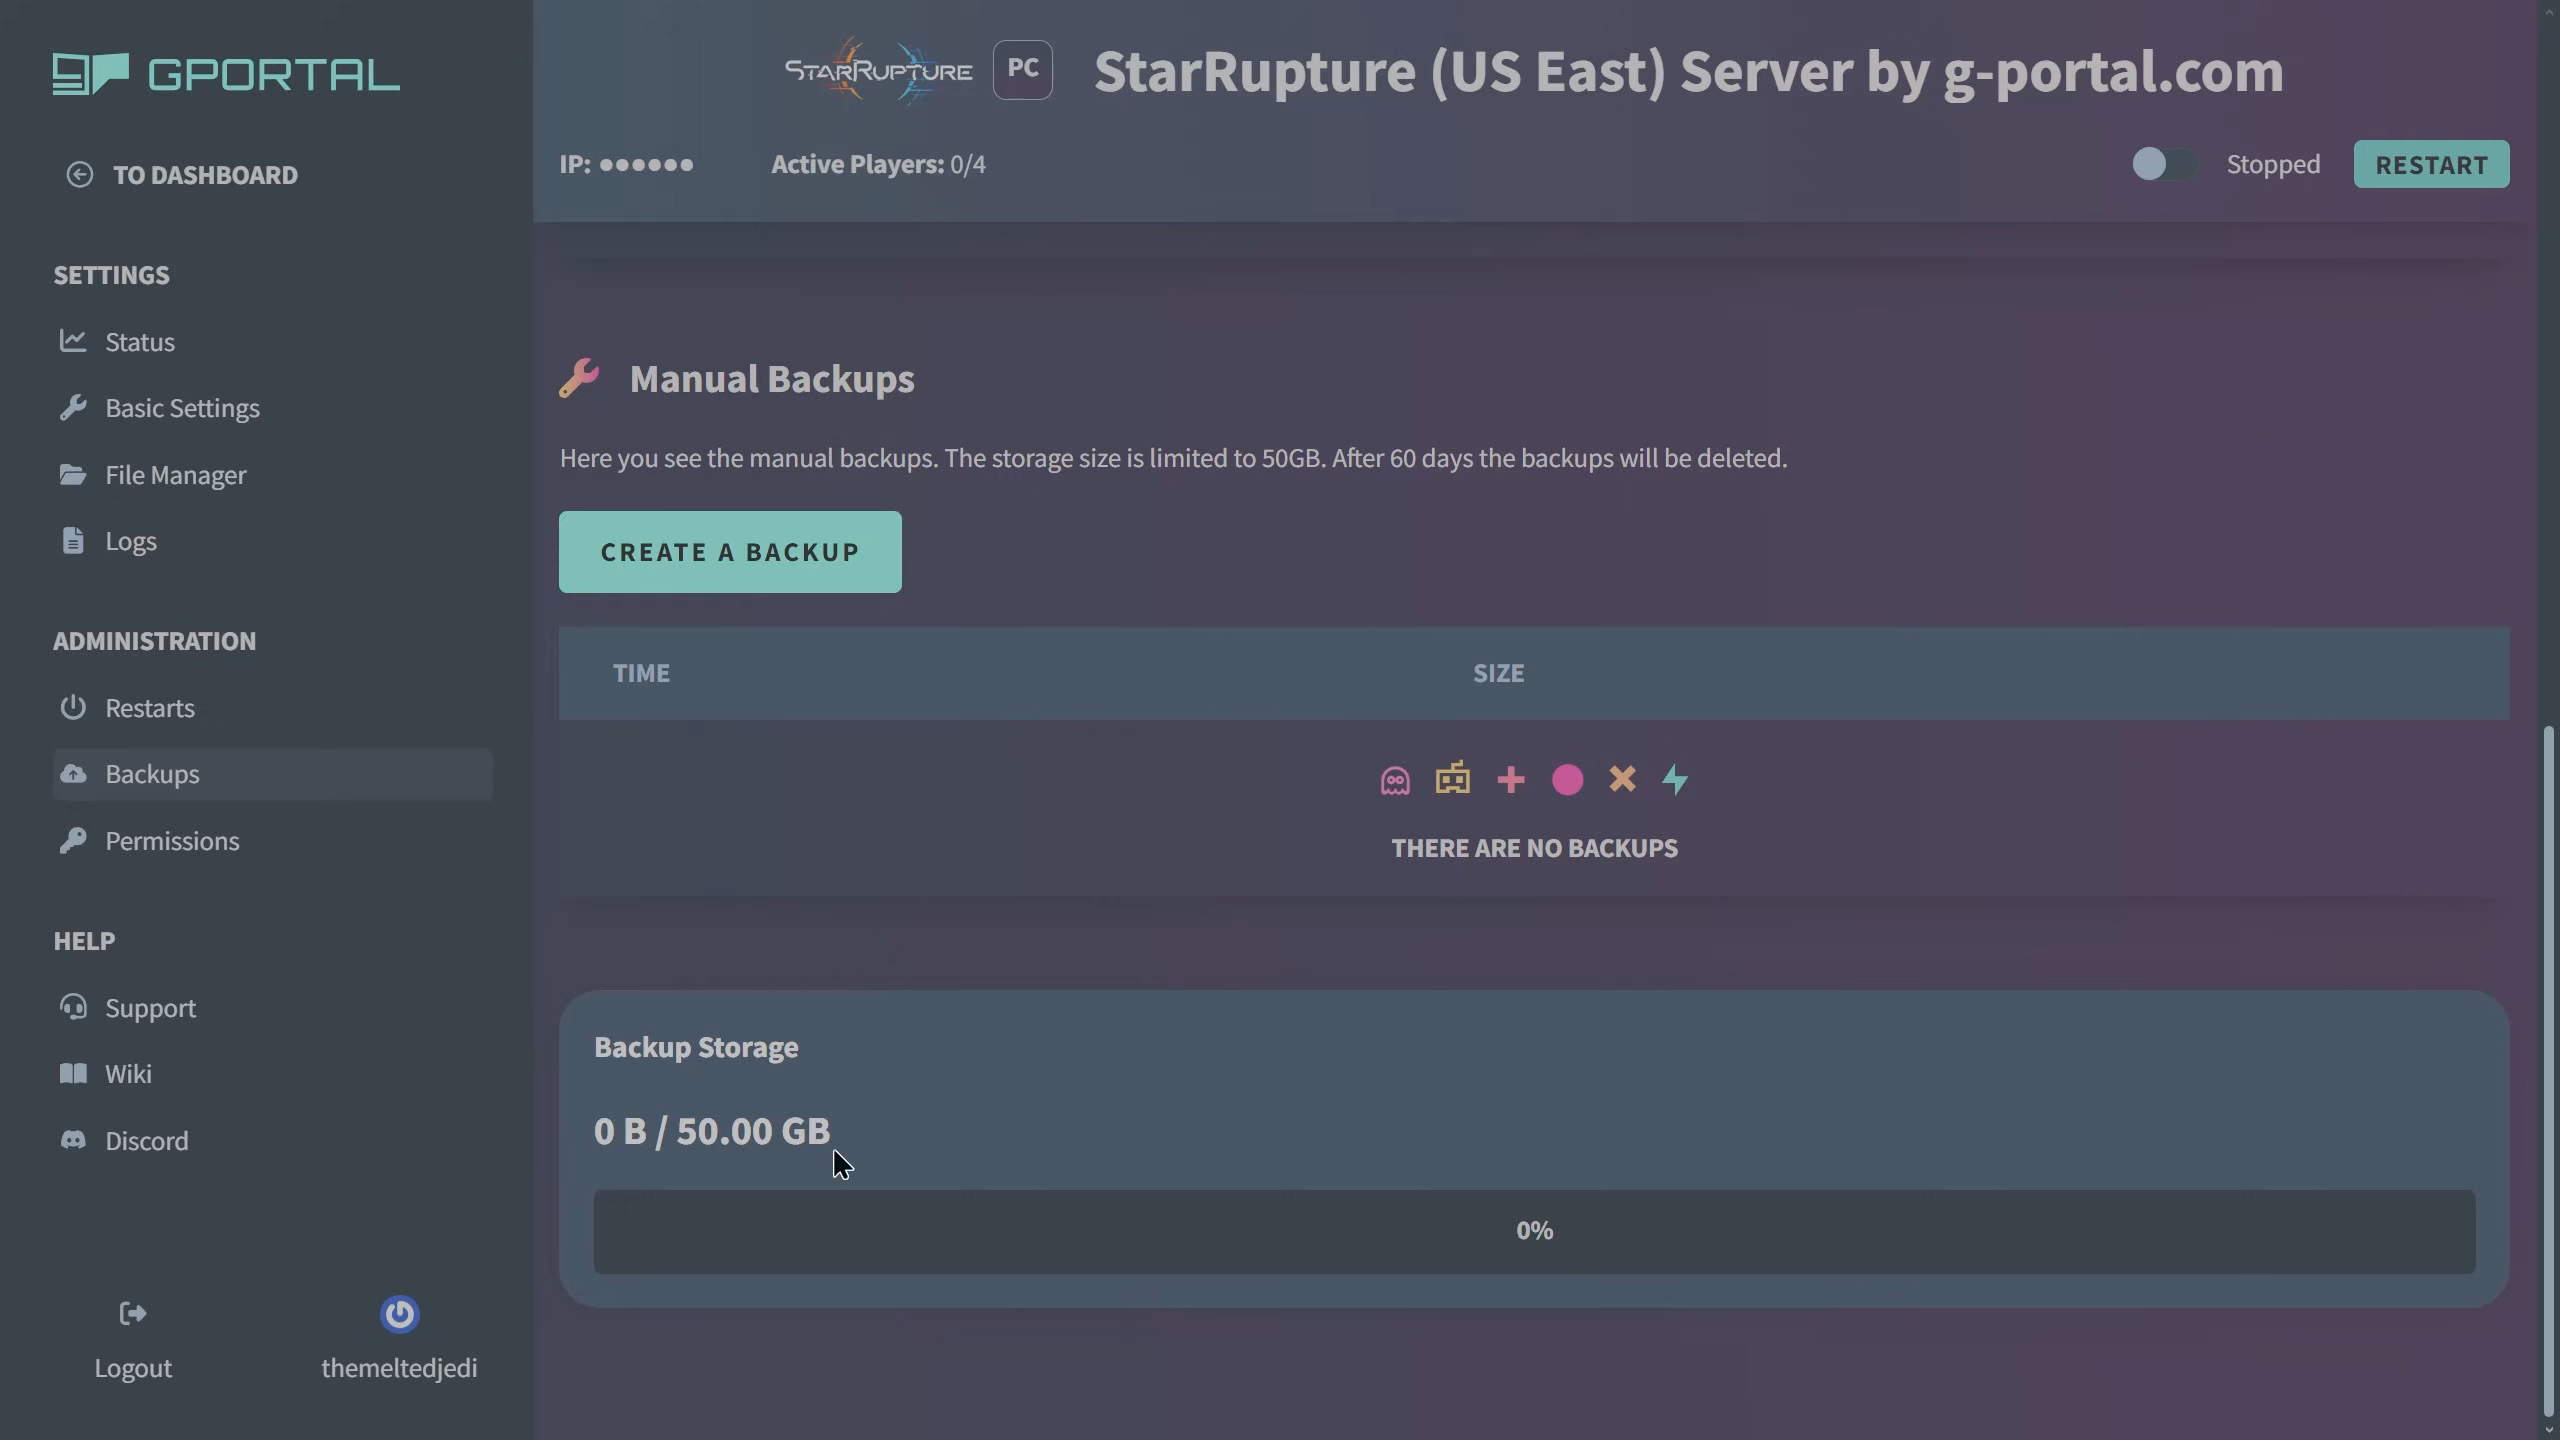 GPORTAL
TO DASHBOARD
SETTINGS
Status
Basic Settings
File Manager
Logs
ADMINISTRATION
Restarts
Backups
Permissions
HELP
Support
Wiki
Discord
Logout
themeltedjedi
STARRUPTURE
PC
StarRupture (US East) Server by g-portal.com
IP: ●●●●●●
Active Players: 0/4
Stopped
RESTART
Manual Backups
Here you see the manual backups. The storage size is limited to 50GB. After 60 days the backups will be deleted.
CREATE A BACKUP
TIME
SIZE
THERE ARE NO BACKUPS
Backup Storage
0 B / 50.00 GB
0%